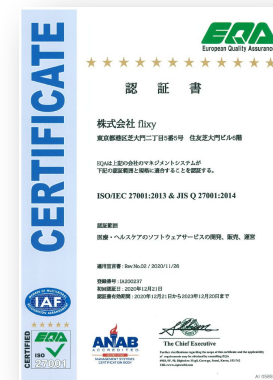 CERTIFICATE
EQA
European Quality Assurance
認 証 書
株式会社 flixy
東京都港区芝大門二丁目5番5号 住友芝大門ビル6階
EQAは上記の会社のマネジメントシステムが
下記の認証範囲と規格に適合することを認証する。
ISO/IEC 27001:2013 & JIS Q 27001:2014
認証範囲
医療・ヘルスケアのソフトウェアサービスの開発、販売、運営
適用宣言書 : Rev No.02 / 2020/11/26
登録番号 : IA200237
初回認証日 : 2020年12月21日
認証書有効期間 : 2020年12月21日から2023年12月20日まで
IAF
CERTIFIED
EQA
ISO
27001
ANAB
ACCREDITED
MANAGEMENT SYSTEMS
CERTIFICATION BODY
The Chief Executive